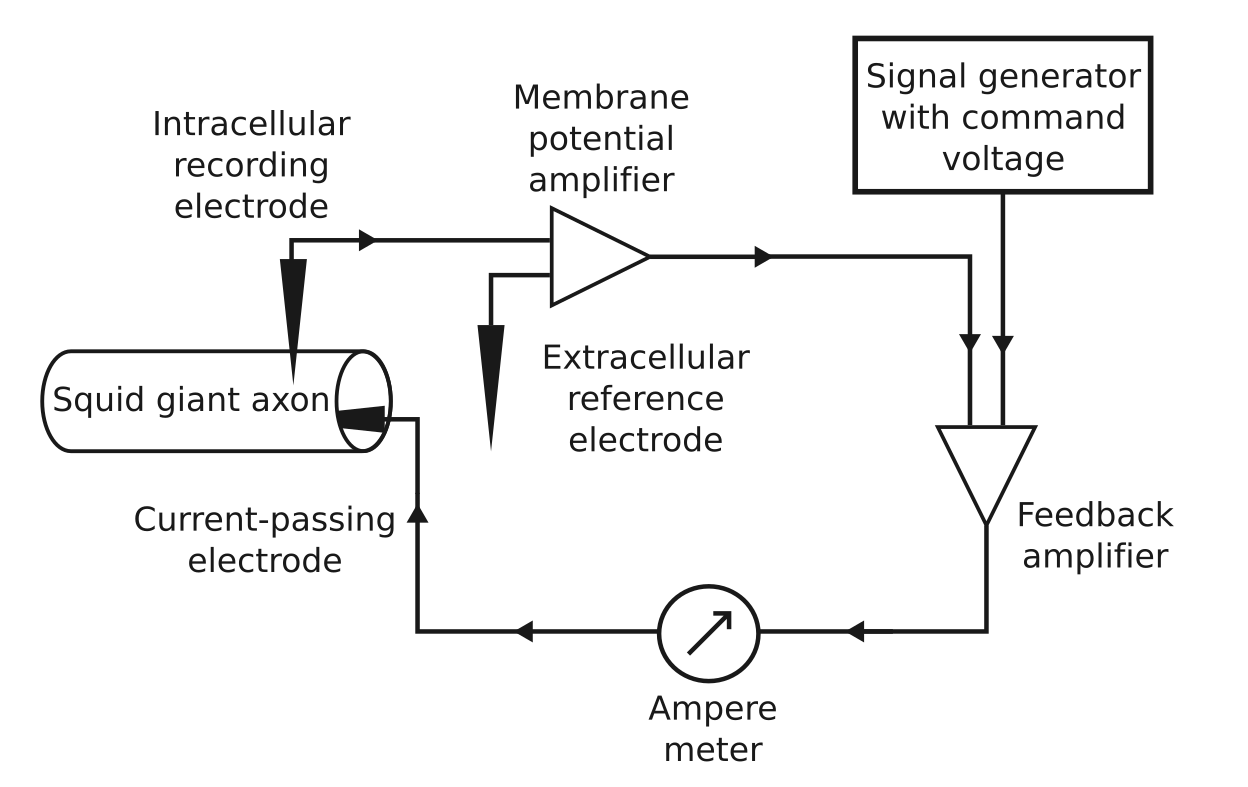 Signal generator
with command
voltage
Membrane
potential
amplifier
Intracellular
recording
electrode
Extracellular
reference
electrode
Squid giant axon
Current-passing
electrode
Feedback
amplifier
Ampere
meter